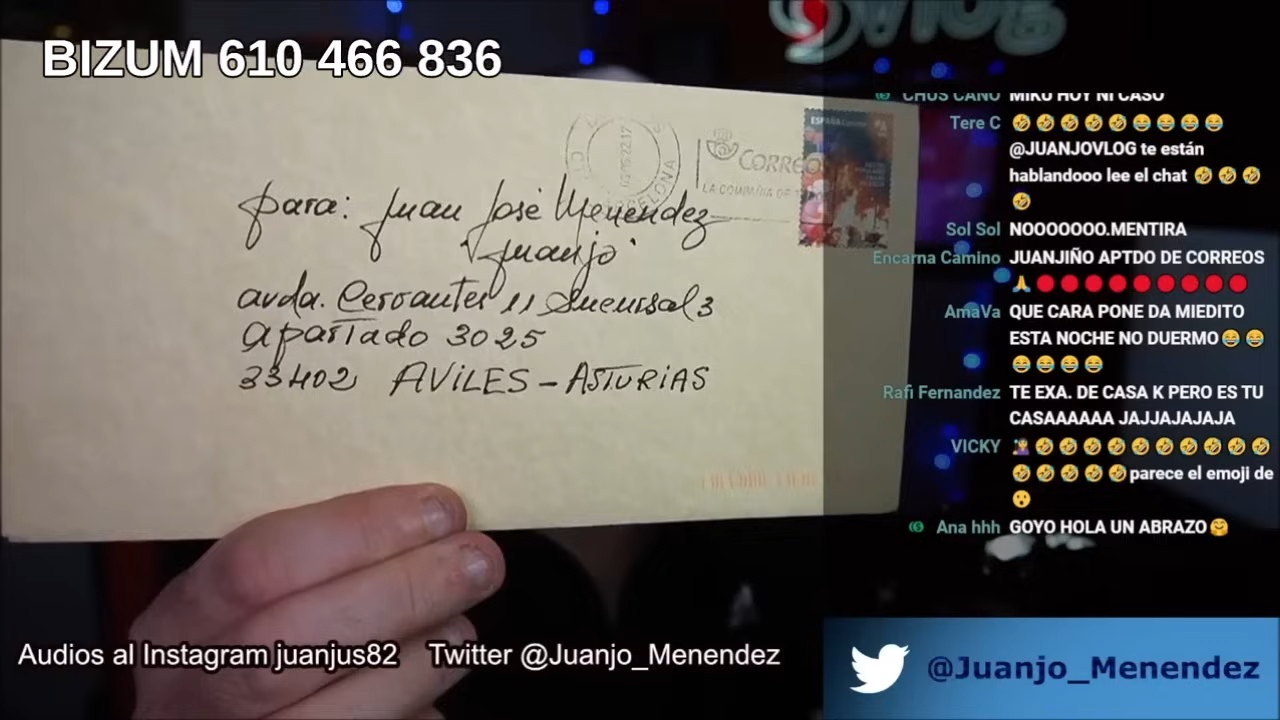 BIZUM 610 466 836
vlog
ESPAÑA
CORREOS
para: Juan José Menéndez
"Juanjo"
avda. Cervantes 11 Sucursal 3
apartado 3025
33402 AVILES - ASTURIAS
CHUS CANO MIKU HOY NI CASO
Tere C 🤣🤣🤣🤣🤣😂😂😂😂
@JUANJOVLOG te están
hablandooo lee el chat 🤣🤣🤣
🤣
Sol Sol NOOOOOOO.MENTIRA
Encarna Camino JUANJIÑO APTDO DE CORREOS
🙏🔴🔴🔴🔴🔴🔴🔴🔴
AmaVa QUE CARA PONE DA MIEDITO
ESTA NOCHE NO DUERMO😂😂
😂😂😂😂
Rafi Fernandez TE EXA. DE CASA K PERO ES TU
CASAAAAAA JAJJAJAJAJA
VICKY 🤷‍♀️🤣🤣🤣🤣🤣🤣🤣🤣🤣🤣
🤣🤣🤣🤣🤣parece el emoji de
😮
Ana hhh GOYO HOLA UN ABRAZO🤗
Audios al Instagram juanjus82 Twitter @Juanjo_Menendez
@Juanjo_Menendez